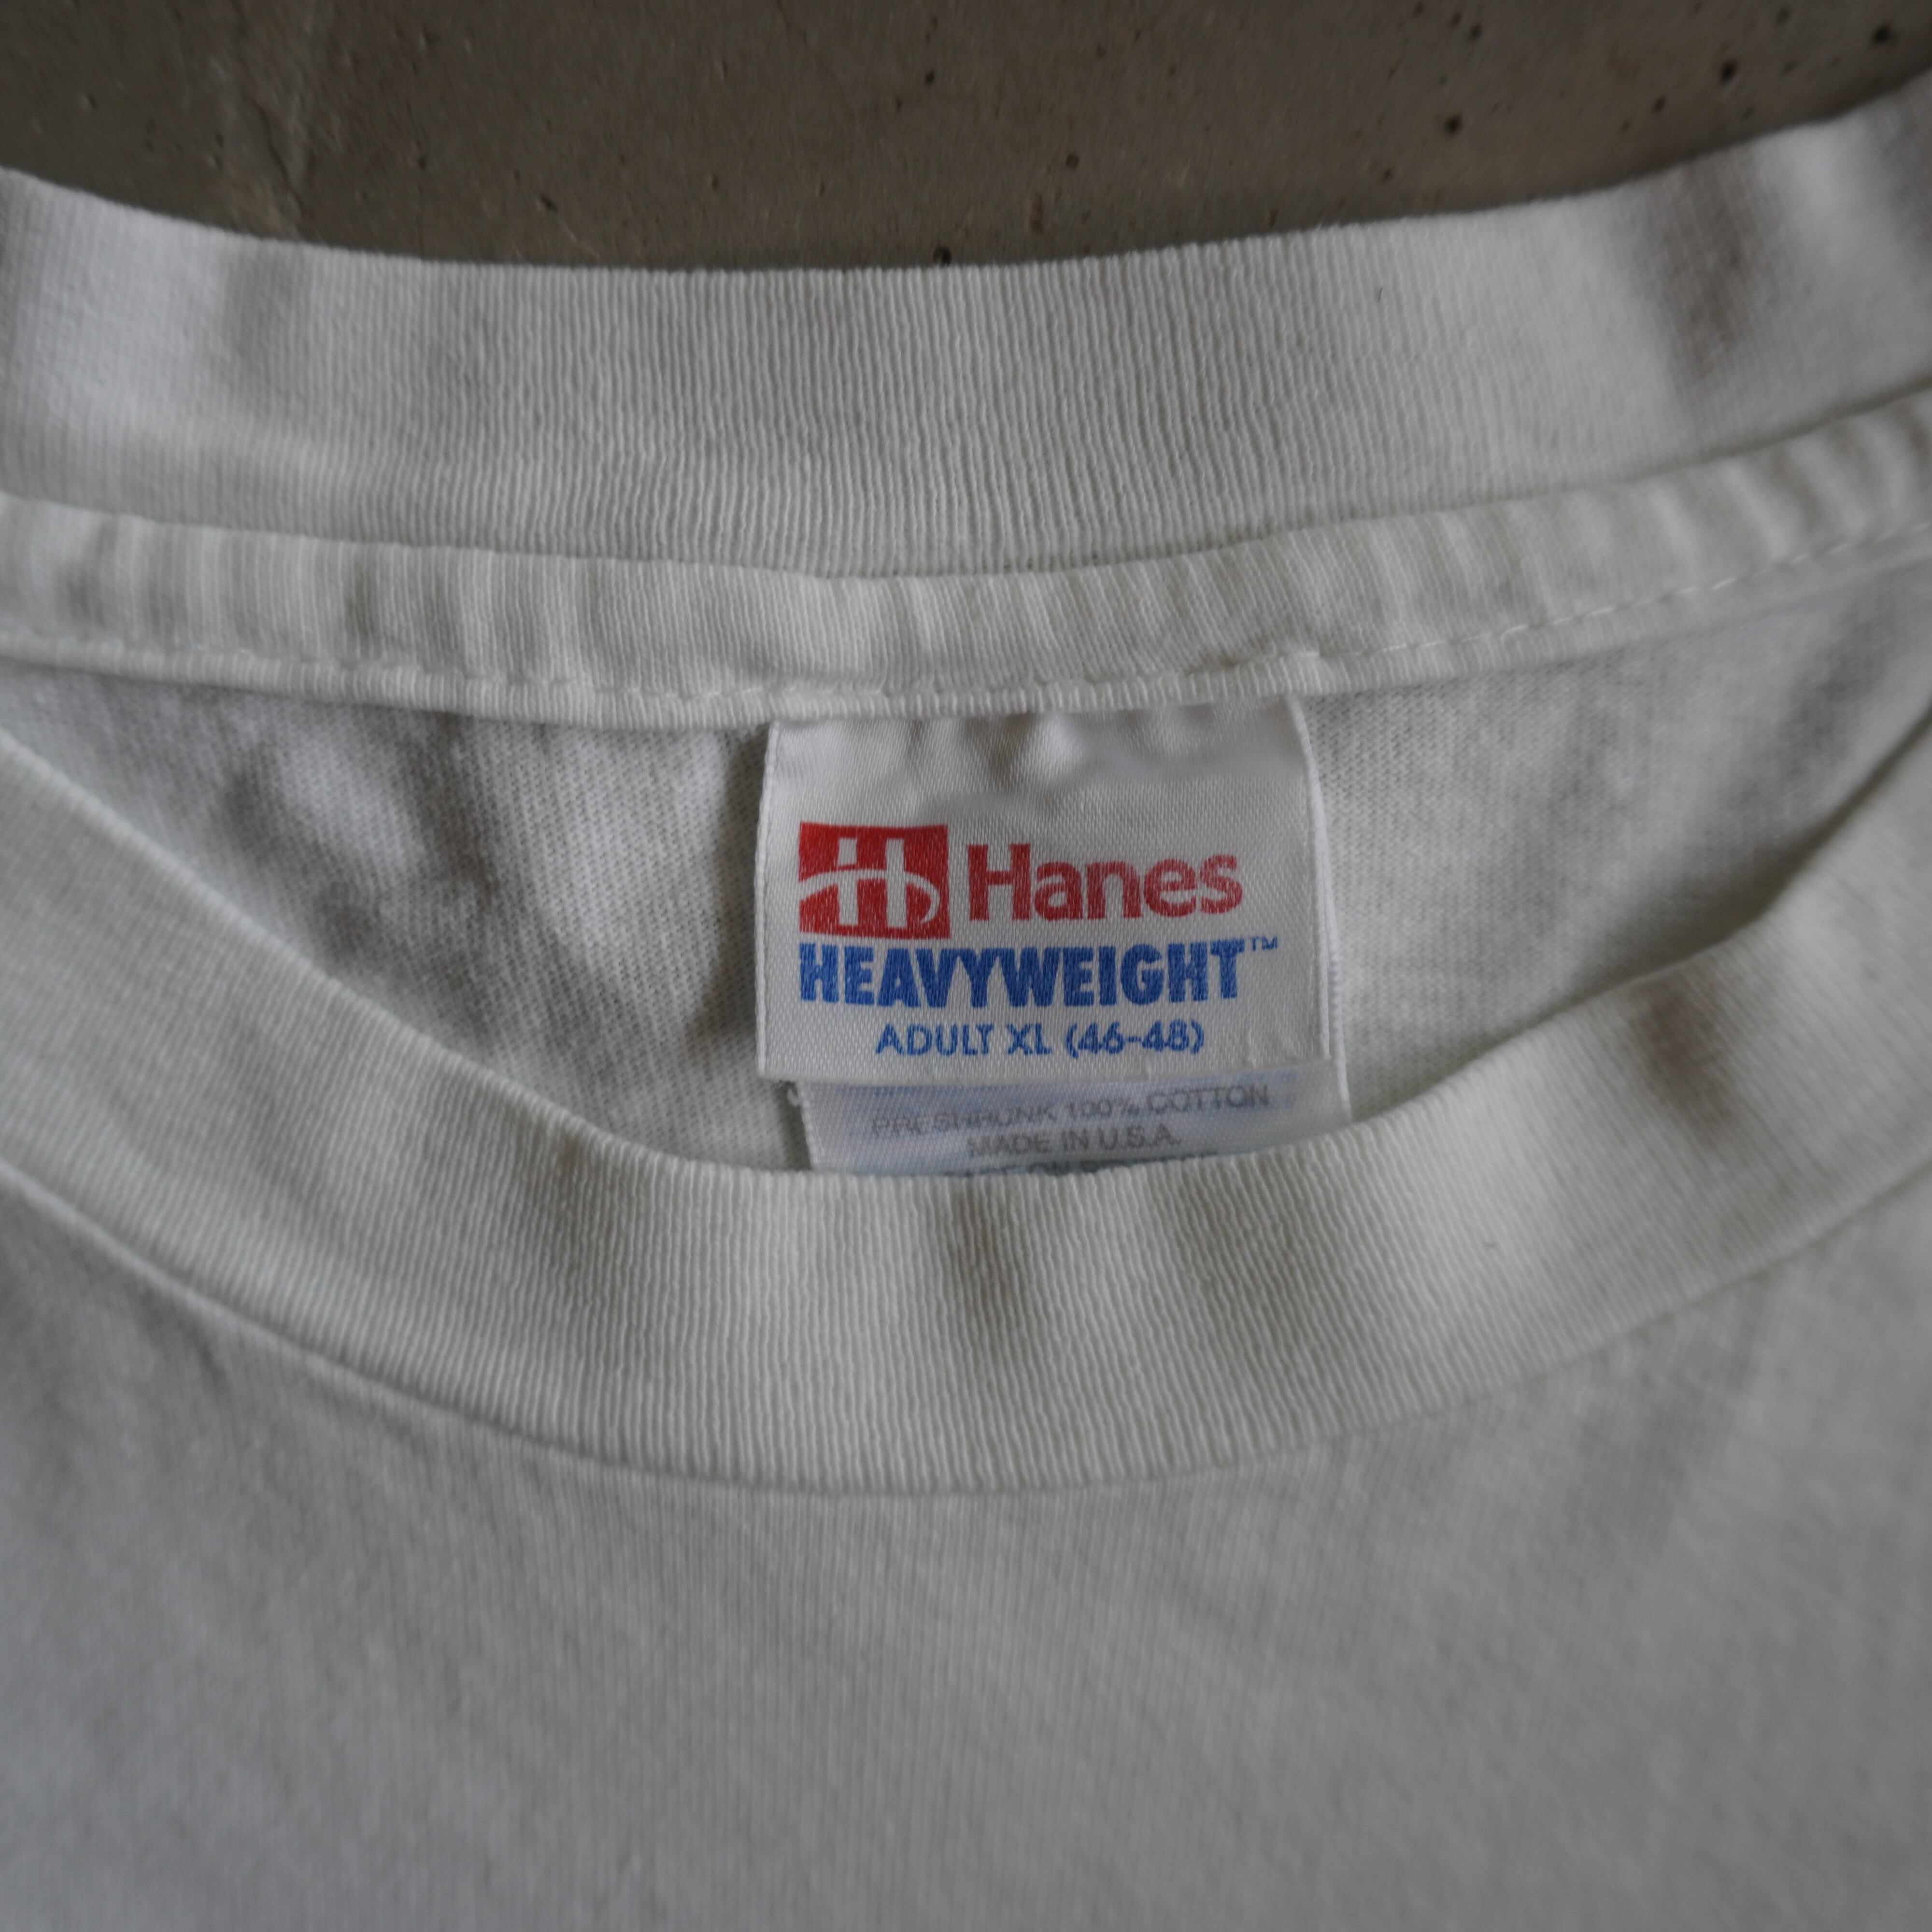 H Hanes
HEAVYWEIGHT™
ADULT XL (46-48)
PRESHRUNK 100% COTTON
MADE IN U.S.A.